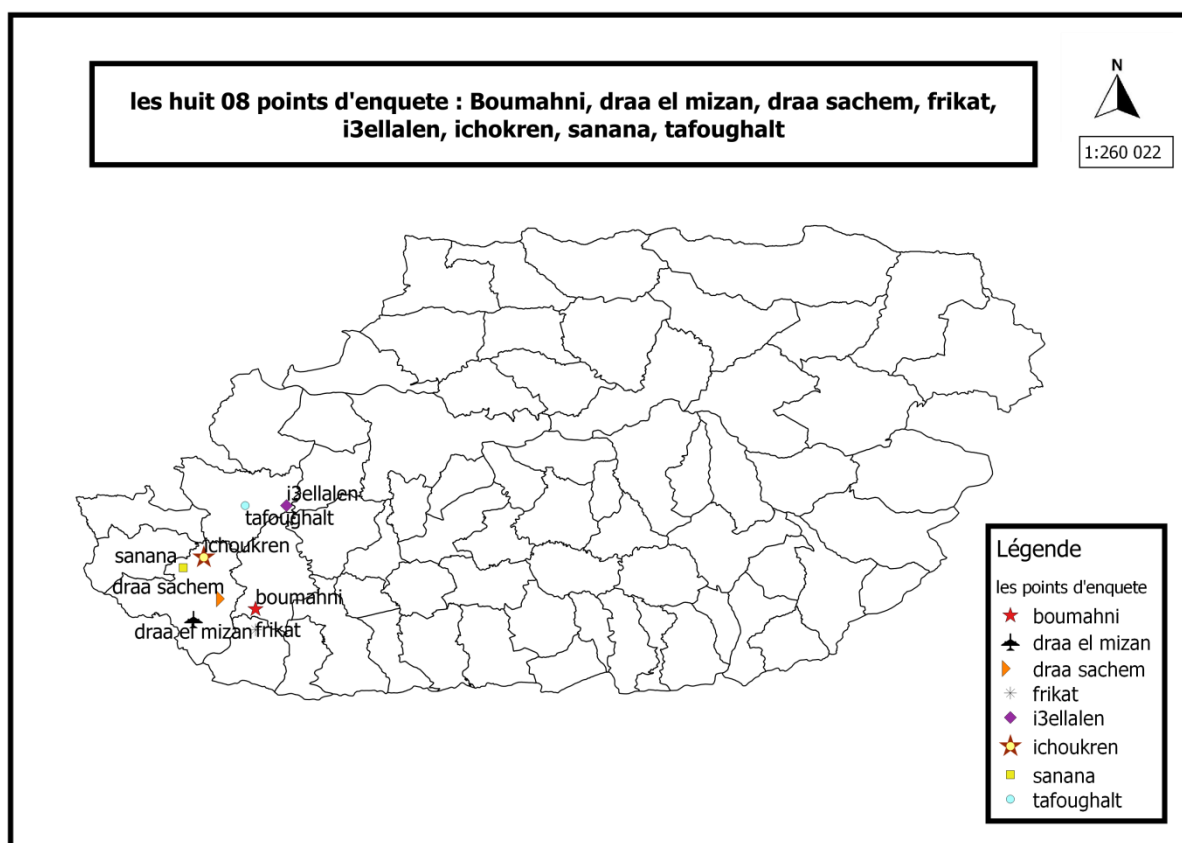 les huit 08 points d'enquete : Boumahni, draa el mizan, draa sachem, frikat,
i3ellalen, ichokren, sanana, tafoughalt
N
1:260 022
i3ellalen
tafoughalt
ichoukren
sanana
draa sachem
boumahni
draa el mizan
frikat
Légende
les points d'enquete
boumahni
draa el mizan
draa sachem
frikat
i3ellalen
ichoukren
sanana
tafoughalt